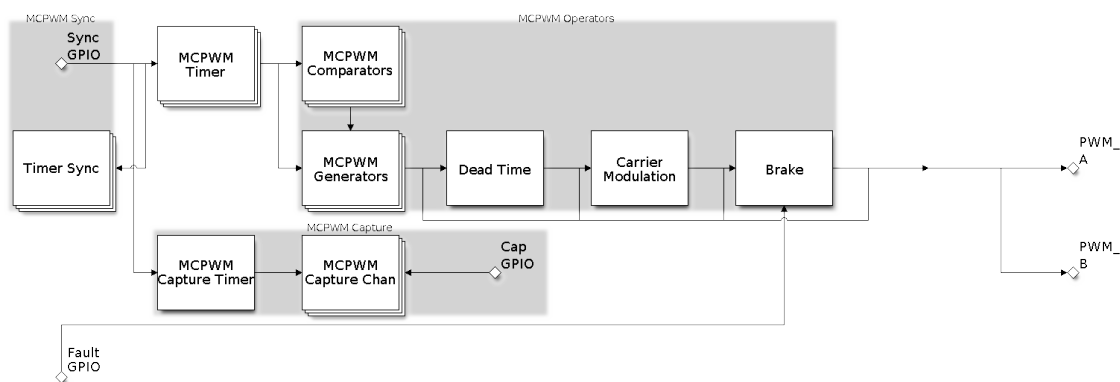 MCPWM Sync
MCPWM Operators
Sync
GPIO
MCPWM
Timer
MCPWM
Comparators
Timer Sync
MCPWM
Generators
Dead Time
Carrier
Modulation
Brake
PWM_
A
MCPWM Capture
MCPWM
Capture Timer
MCPWM
Capture Chan
Cap
GPIO
PWM_
B
Fault
GPIO